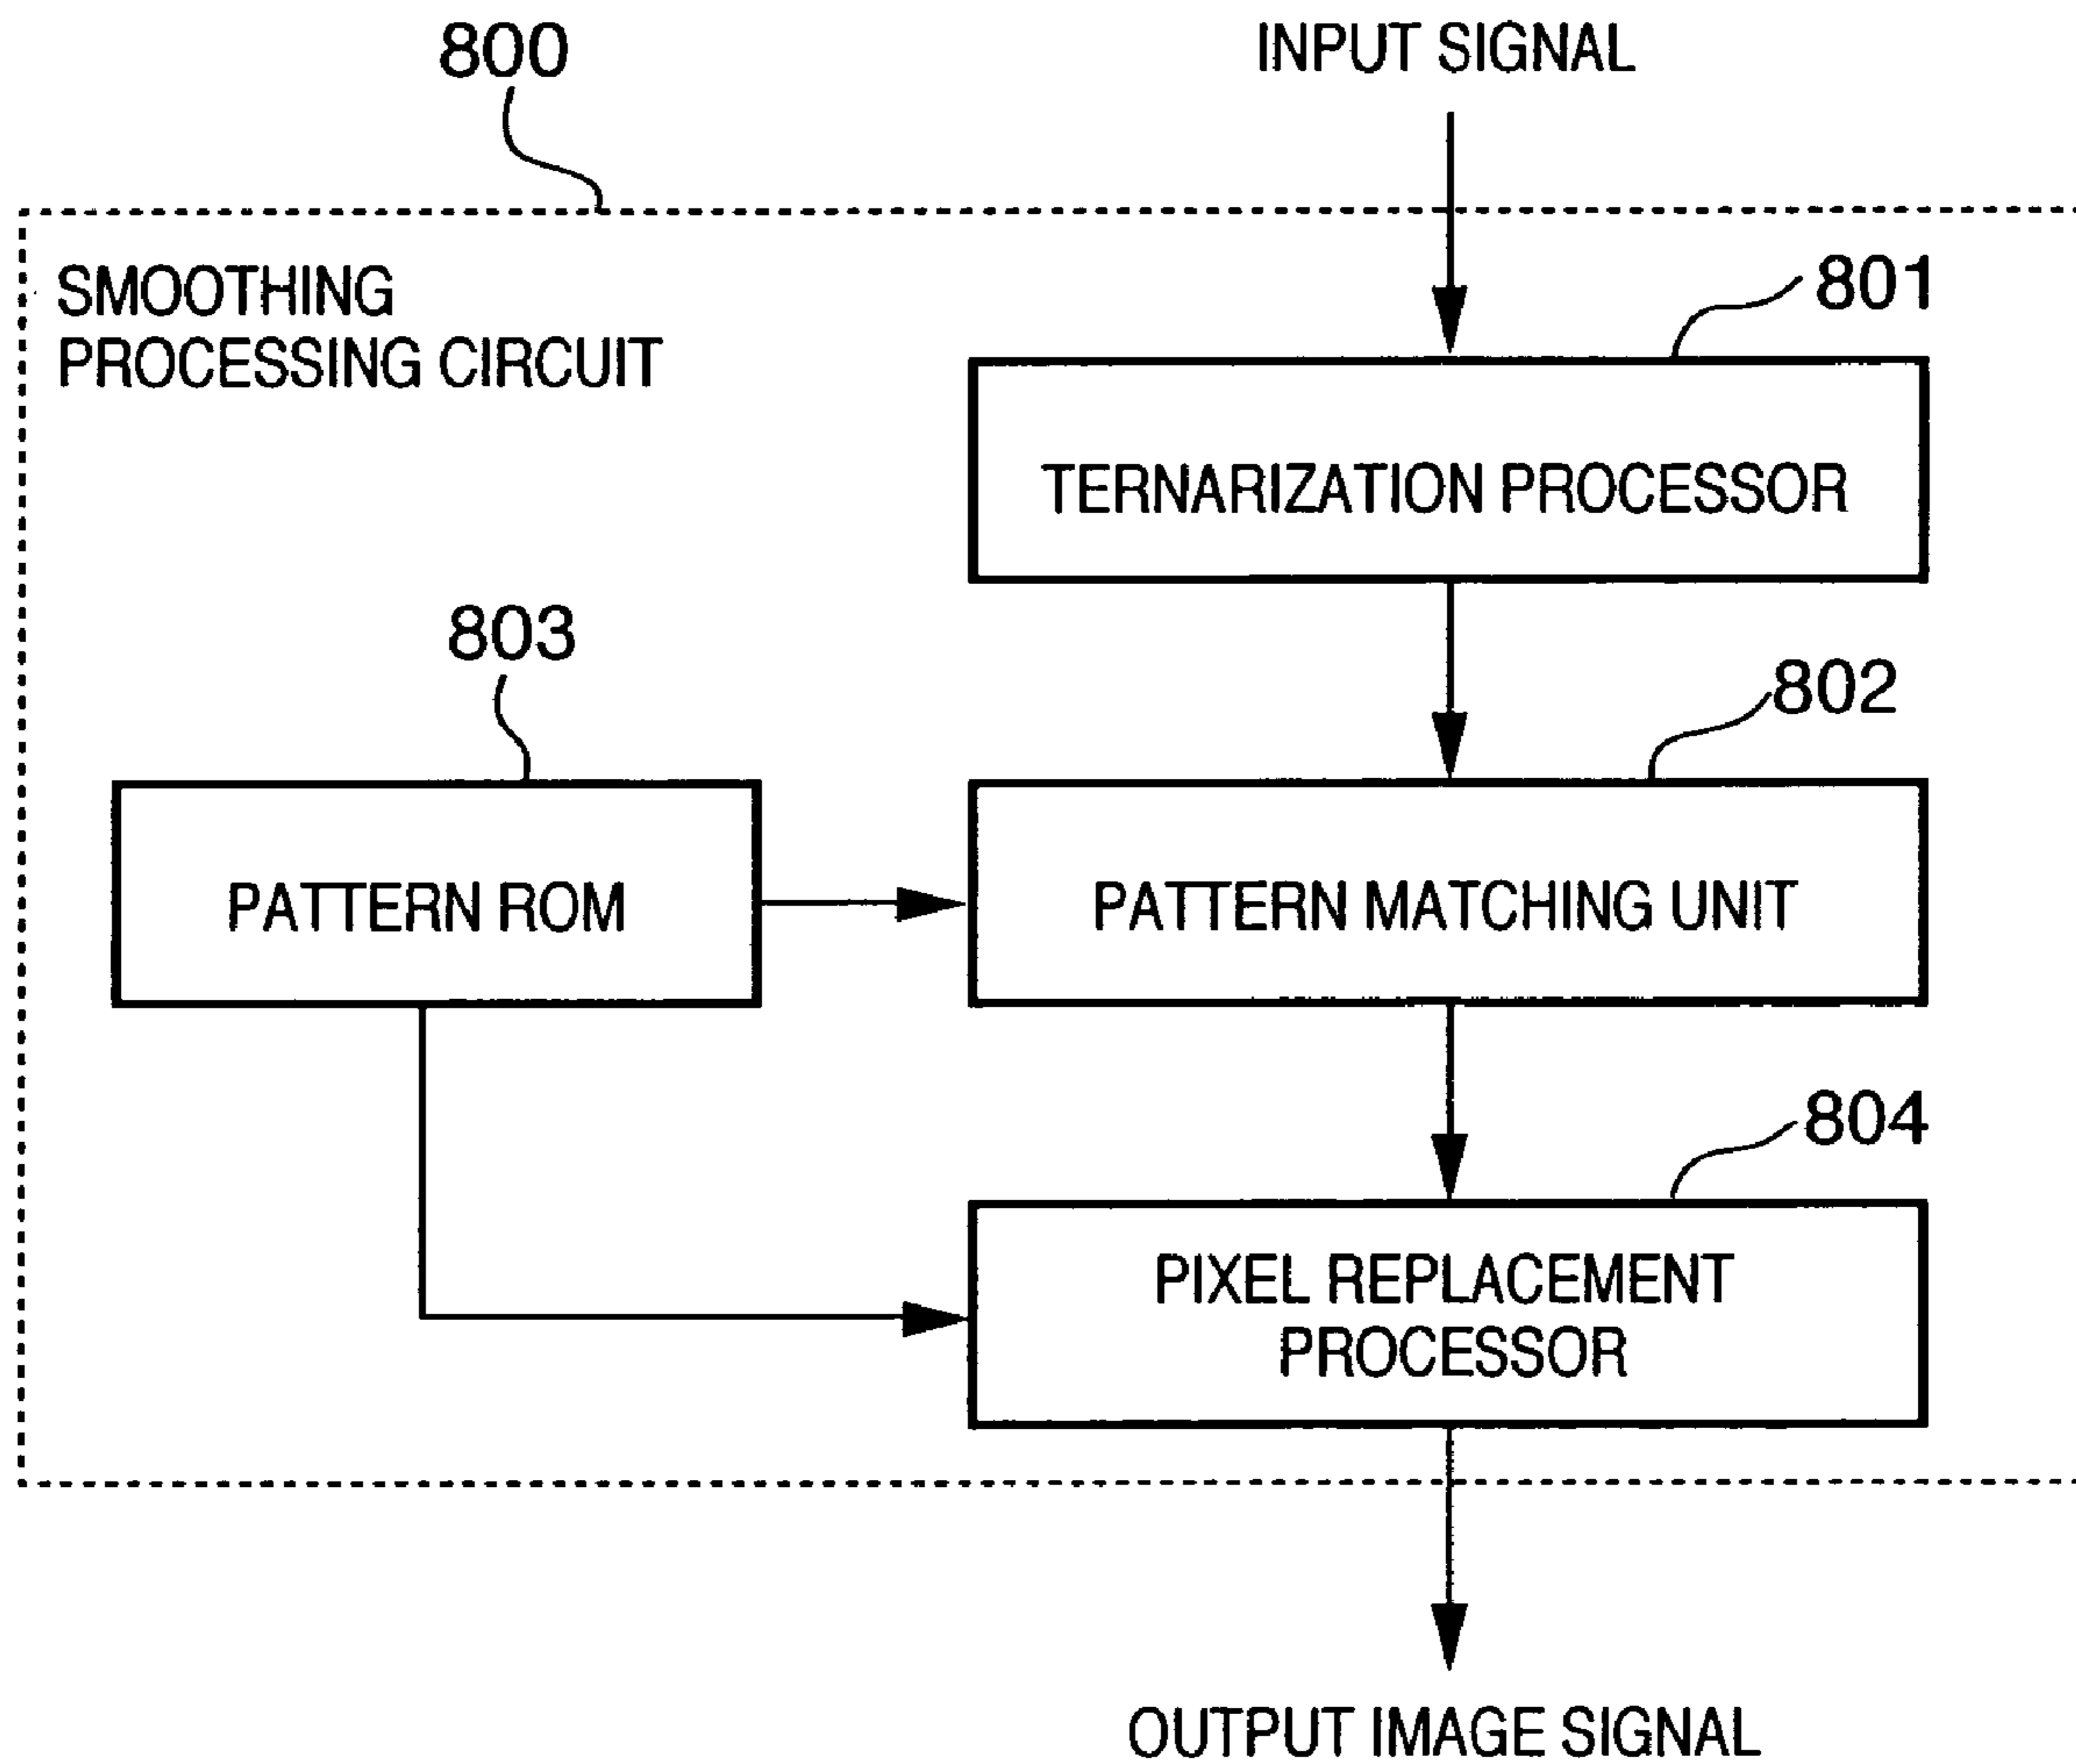 800
INPUT SIGNAL
SMOOTHING
PROCESSING CIRCUIT
801
TERNARIZATION PROCESSOR
803
802
PATTERN ROM
PATTERN MATCHING UNIT
804
PIXEL REPLACEMENT
PROCESSOR
OUTPUT IMAGE SIGNAL